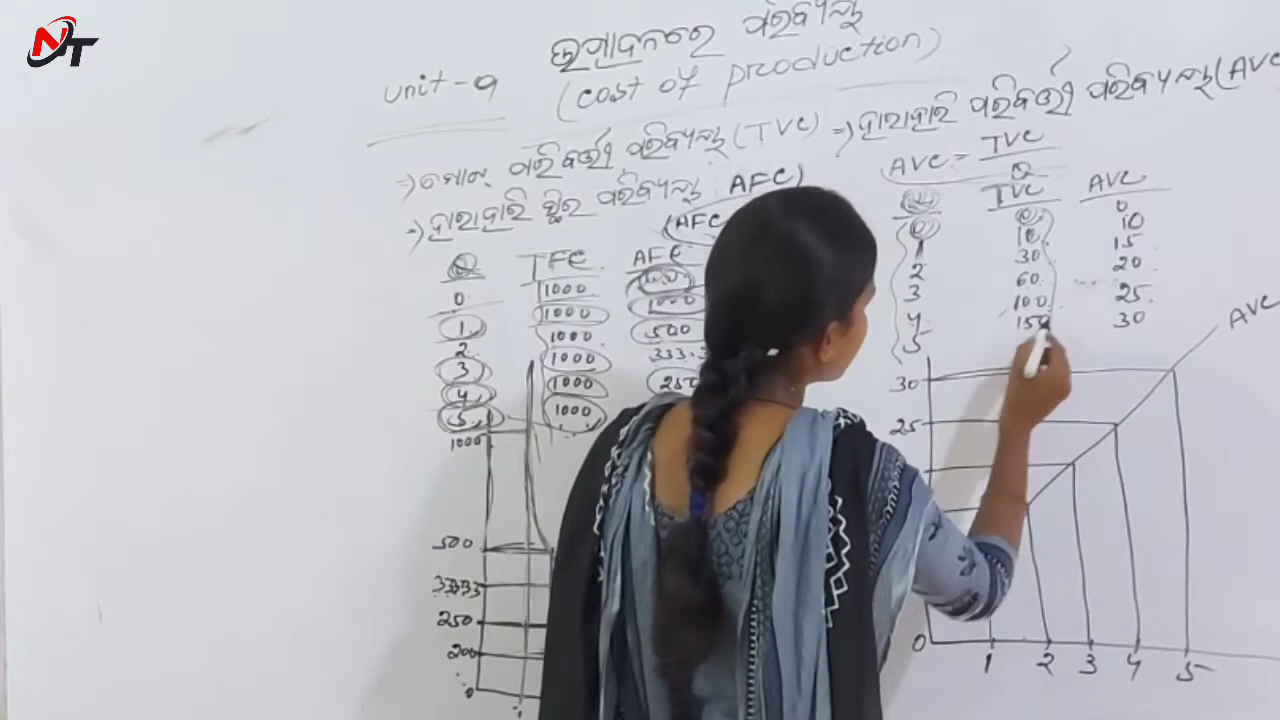 NT
ଉତ୍ପାଦନରେ ପରିବ୍ୟୟ
unit-9
(cost of production)
⇒ମୋଟ ପରିବର୍ତ୍ତୀ ପରିବ୍ୟୟ (TVC)
⇒ହାରାହାରି ପରିବର୍ତ୍ତୀ ପରିବ୍ୟୟ (AVC
⇒ହାରାହାରି ସ୍ଥିର ପରିବ୍ୟୟ AFC)
(AFC
AVC = TVC
Q
Q TFC AFC
0 1000
1 1000 1000
2 1000 500
3 1000 333.3
4 1000 250
5 1000
Q TVC AVC
0 0 0
1 10 10
2 30 15
3 60 20
4 100 25
5 150 30
1000
500
333.33
250
200
0
1
AVC
30
25
0 1 2 3 4 5